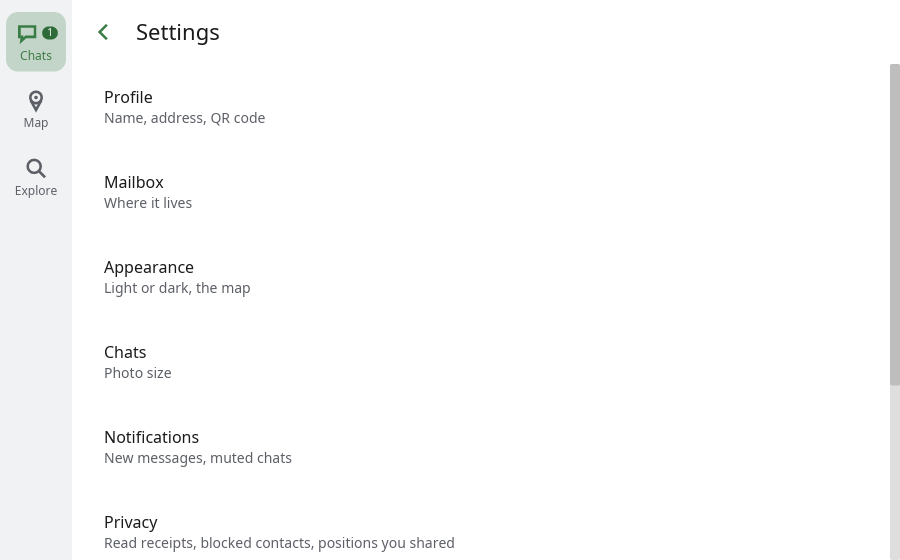 Settings
1
Chats
Map
Explore
Profile
Name, address, QR code
Mailbox
Where it lives
Appearance
Light or dark, the map
Chats
Photo size
Notifications
New messages, muted chats
Privacy
Read receipts, blocked contacts, positions you shared